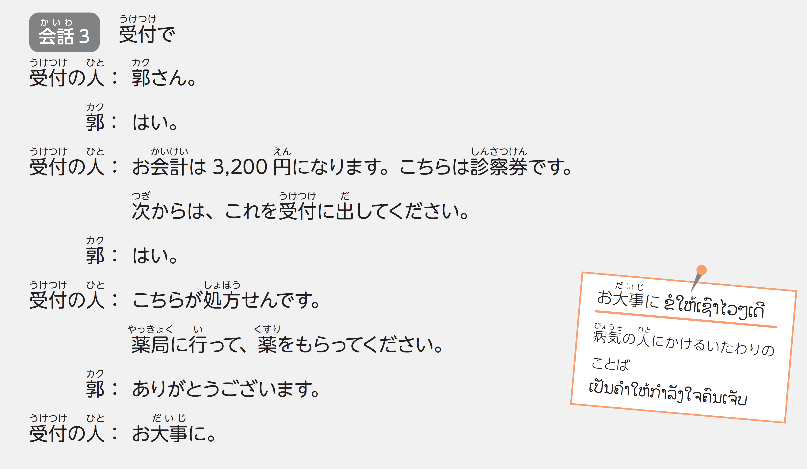 会話3 受付で
受付の人：郭さん。
郭：はい。
受付の人：お会計は3,200円になります。こちらは診察券です。
次からは、これを受付に出してください。
郭：はい。
受付の人：こちらが処方せんです。
薬局に行って、薬をもらってください。
郭：ありがとうございます。
受付の人：お大事に。
お大事に ຂໍໃຫ້ເຊົາໄວໆເດີ
病気の人にかけるいたわりの
ことば
ເປັນຄຳໃຫ້ກຳລັງໃຈຄົນເຈັບ